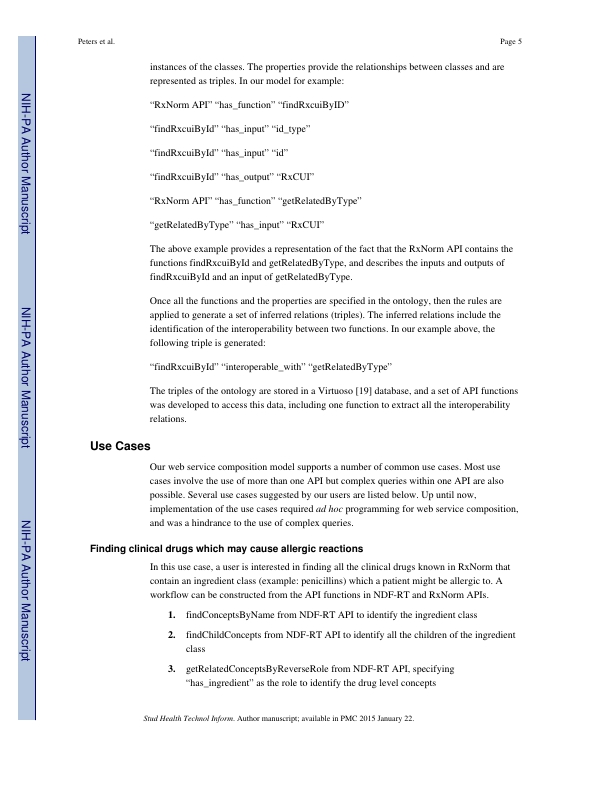 Peters et al.
Page 5
NIH-PA Author Manuscript
NIH-PA Author Manuscript
NIH-PA Author Manuscript
instances of the classes. The properties provide the relationships between classes and are
represented as triples. In our model for example:
“RxNorm API” “has_function” “findRxcuiByID”
“findRxcuiById” “has_input” “id_type”
“findRxcuiById” “has_input” “id”
“findRxcuiById” “has_output” “RxCUI”
“RxNorm API” “has_function” “getRelatedByType”
“getRelatedByType” “has_input” “RxCUI”
The above example provides a representation of the fact that the RxNorm API contains the
functions findRxcuiById and getRelatedByType, and describes the inputs and outputs of
findRxcuiById and an input of getRelatedByType.
Once all the functions and the properties are specified in the ontology, then the rules are
applied to generate a set of inferred relations (triples). The inferred relations include the
identification of the interoperability between two functions. In our example above, the
following triple is generated:
“findRxcuiById” “interoperable_with” “getRelatedByType”
The triples of the ontology are stored in a Virtuoso [19] database, and a set of API functions
was developed to access this data, including one function to extract all the interoperability
relations.
Use Cases
Our web service composition model supports a number of common use cases. Most use
cases involve the use of more than one API but complex queries within one API are also
possible. Several use cases suggested by our users are listed below. Up until now,
implementation of the use cases required ad hoc programming for web service composition,
and was a hindrance to the use of complex queries.
Finding clinical drugs which may cause allergic reactions
In this use case, a user is interested in finding all the clinical drugs known in RxNorm that
contain an ingredient class (example: penicillins) which a patient might be allergic to. A
workflow can be constructed from the API functions in NDF-RT and RxNorm APIs.
1. findConceptsByName from NDF-RT API to identify the ingredient class
2. findChildConcepts from NDF-RT API to identify all the children of the ingredient
class
3. getRelatedConceptsByReverseRole from NDF-RT API, specifying
“has_ingredient” as the role to identify the drug level concepts
Stud Health Technol Inform. Author manuscript; available in PMC 2015 January 22.